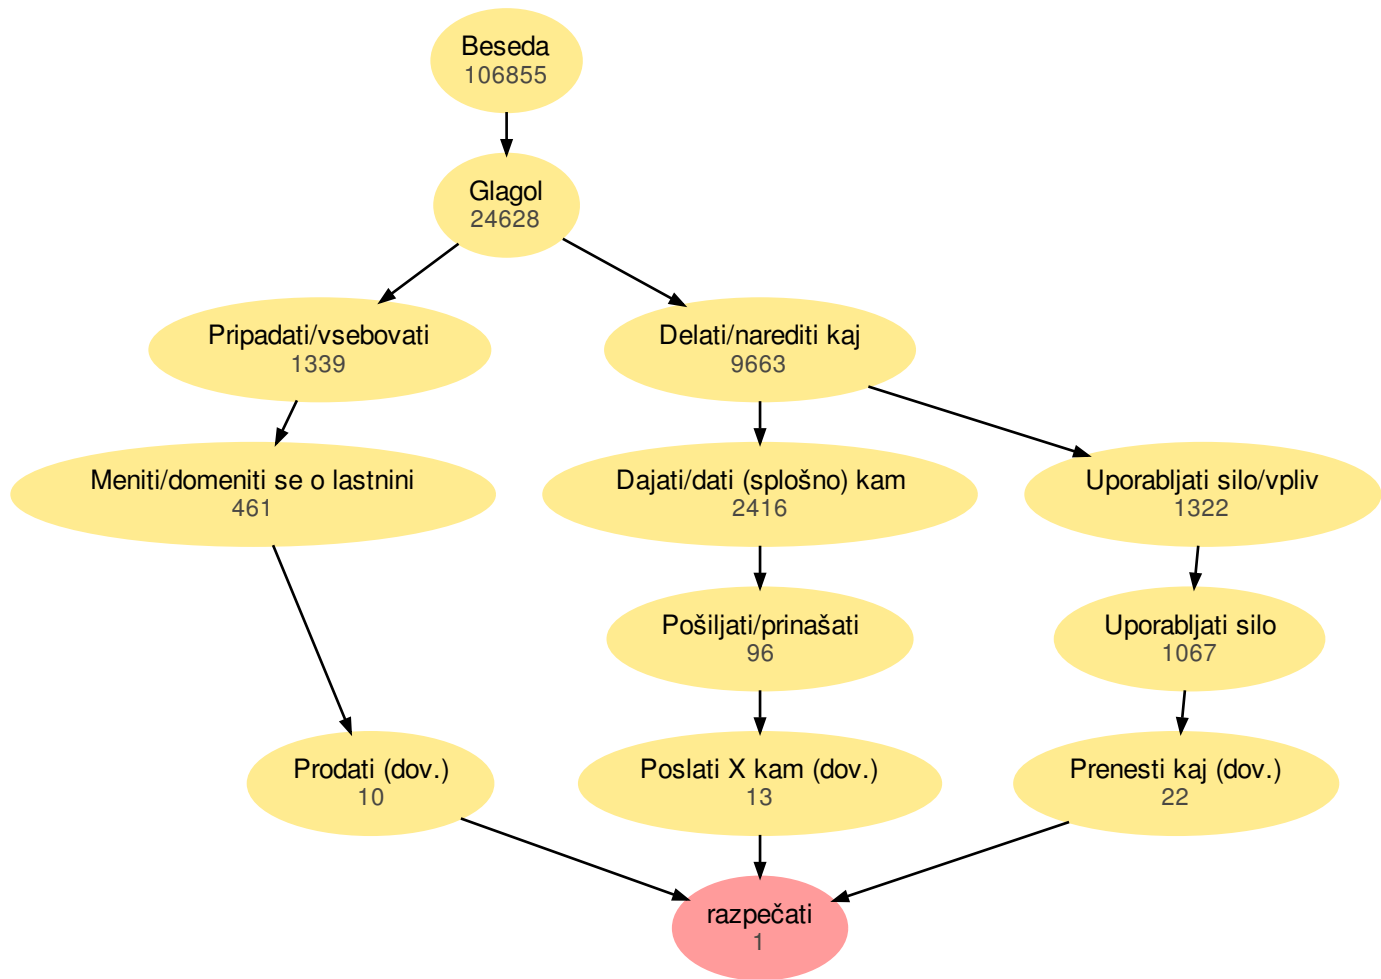 Beseda
106855
Glagol
24628
Pripadati/vsebovati
1339
Delati/narediti kaj
9663
Meniti/domeniti se o lastnini
461
Dajati/dati (splošno) kam
2416
Uporabljati silo/vpliv
1322
Pošiljati/prinašati
96
Uporabljati silo
1067
Prodati (dov.)
10
Poslati X kam (dov.)
13
Prenesti kaj (dov.)
22
razpečati
1